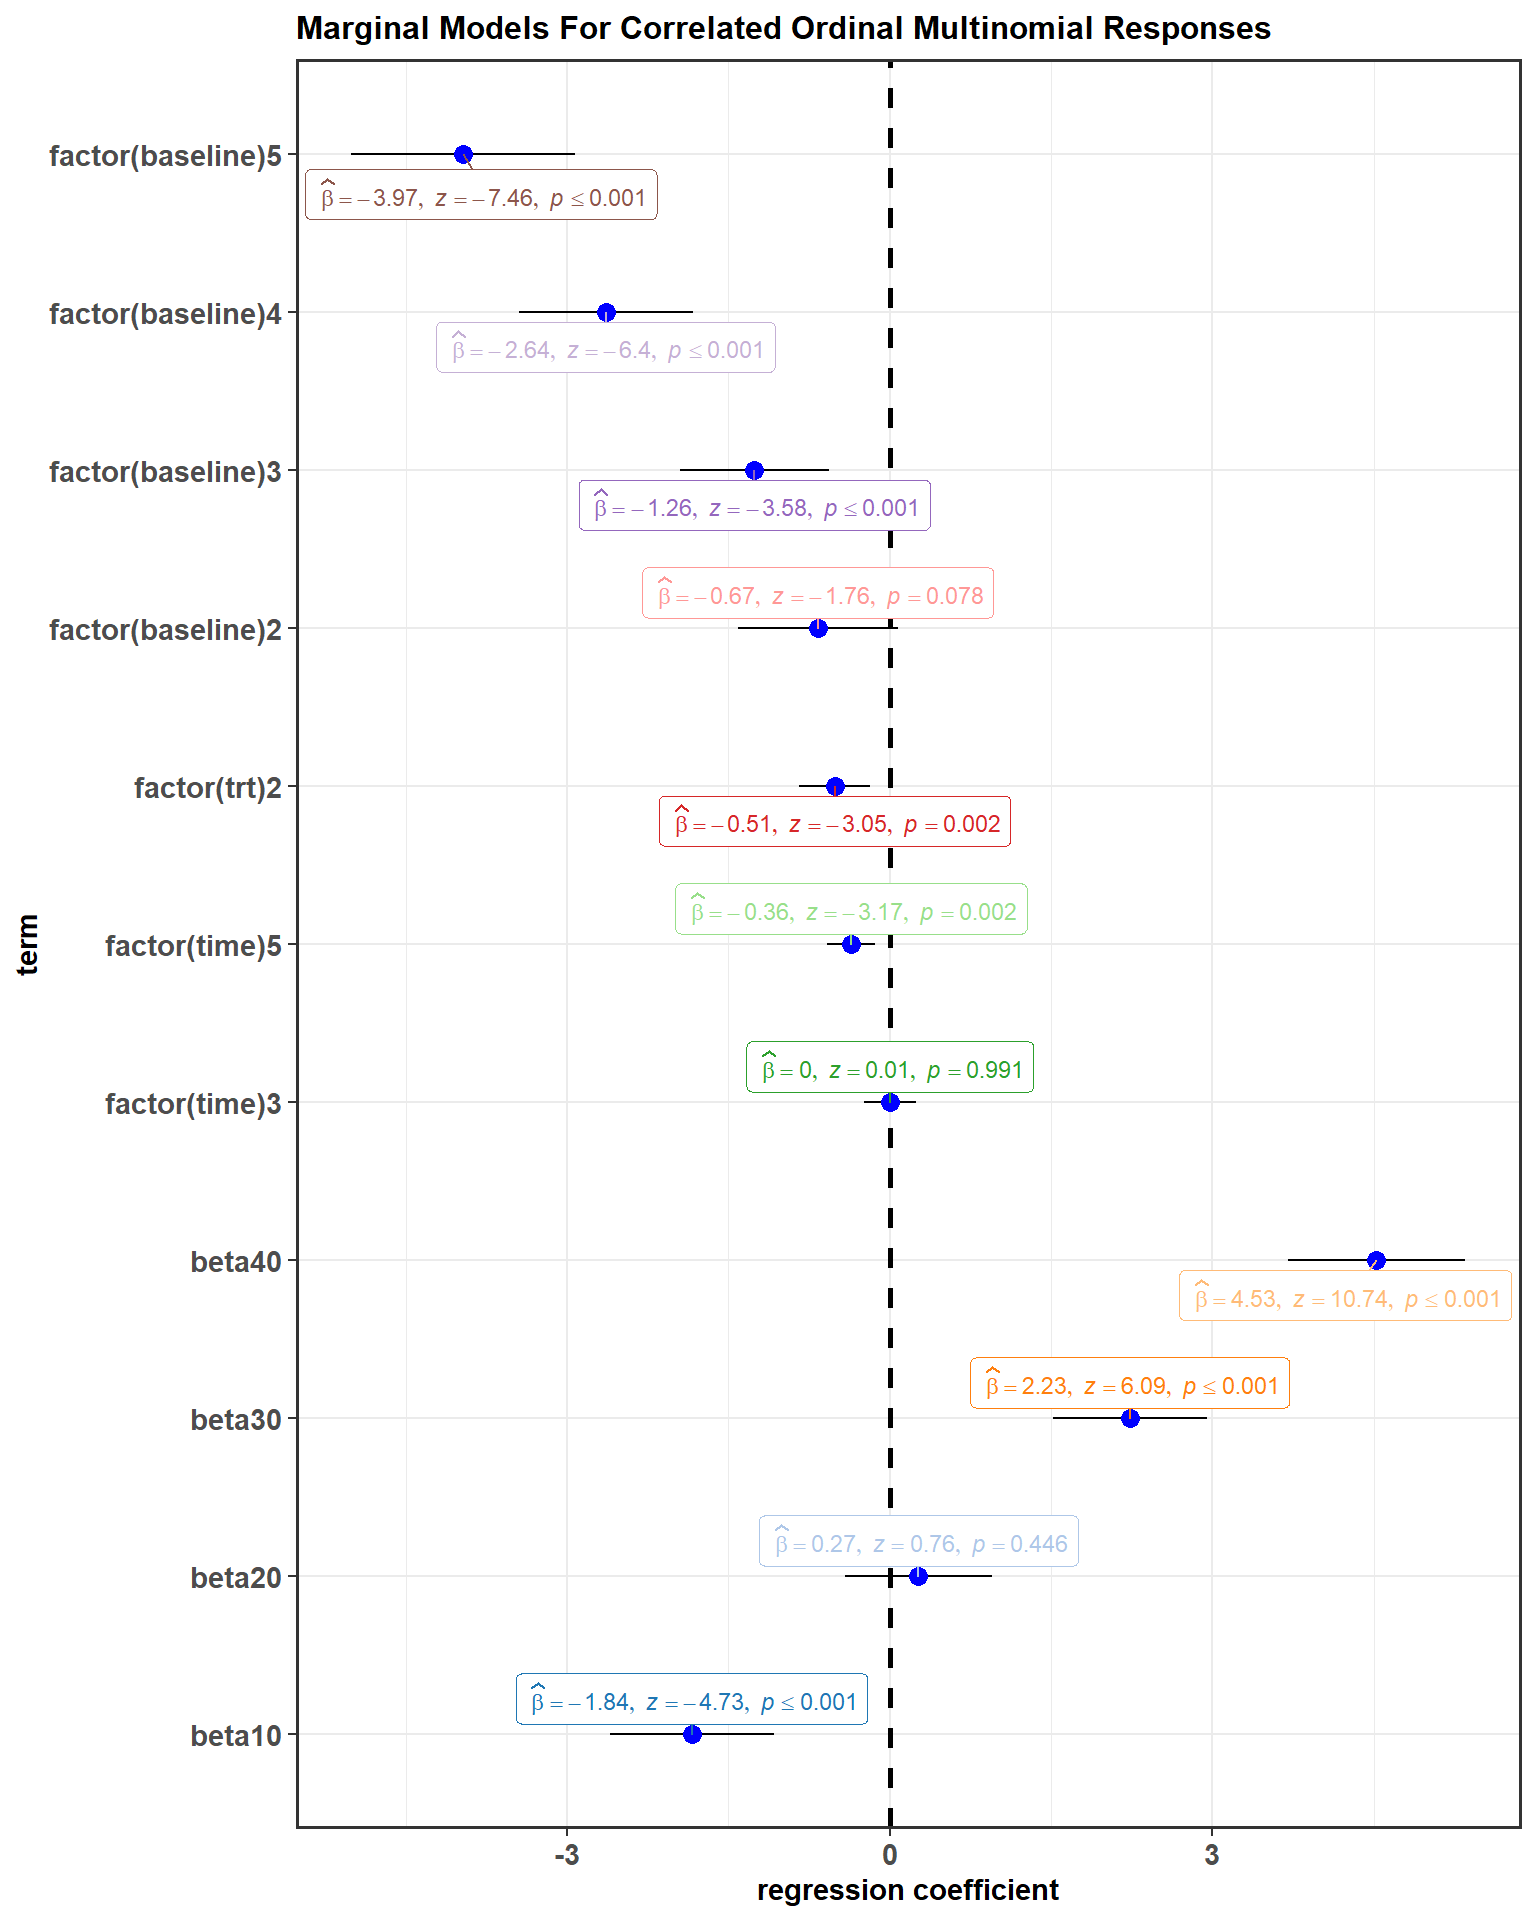 Marginal Models For Correlated Ordinal Multinomial Responses
factor(baseline)5
β̂ = −3.97, z = −7.46, p ≤ 0.001
factor(baseline)4
β̂ = −2.64, z = −6.4, p ≤ 0.001
factor(baseline)3
β̂ = −1.26, z = −3.58, p ≤ 0.001
β̂ = −0.67, z = −1.76, p = 0.078
factor(baseline)2
factor(trt)2
β̂ = −0.51, z = −3.05, p = 0.002
β̂ = −0.36, z = −3.17, p = 0.002
factor(time)5
term
β̂ = 0, z = 0.01, p = 0.991
factor(time)3
beta40
β̂ = 4.53, z = 10.74, p ≤ 0.001
β̂ = 2.23, z = 6.09, p ≤ 0.001
beta30
β̂ = 0.27, z = 0.76, p = 0.446
beta20
β̂ = −1.84, z = −4.73, p ≤ 0.001
beta10
-3 0 3
regression coefficient